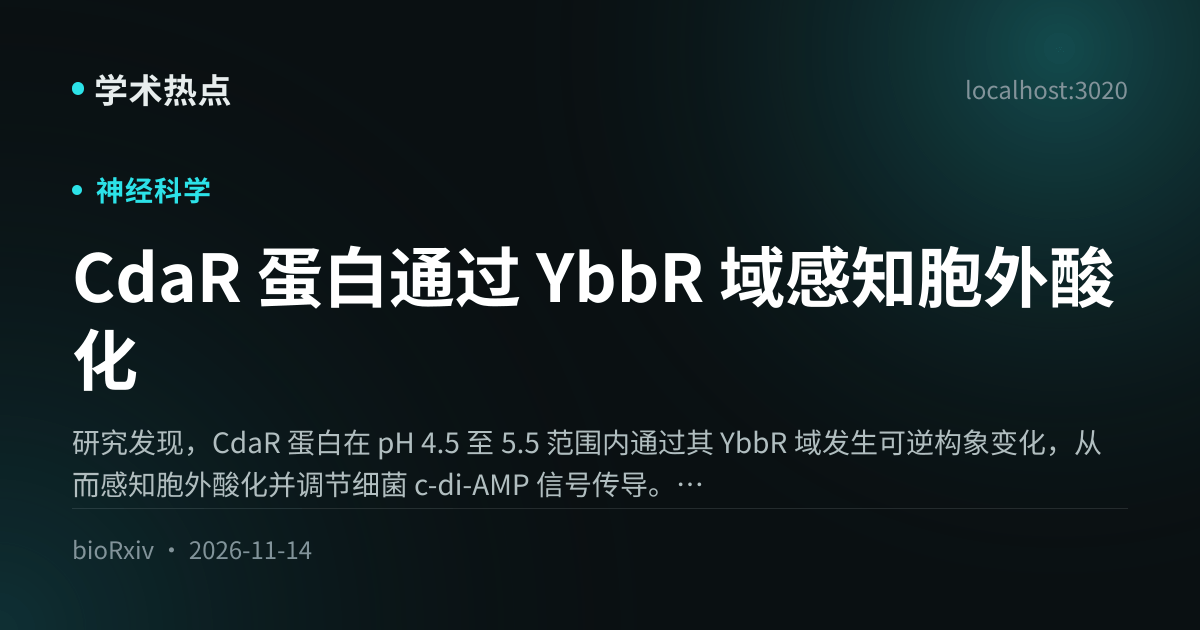 学术热点
localhost:3020
神经科学
CdaR 蛋白通过 YbbR 域感知胞外酸
化
研究发现，CdaR 蛋白在 pH 4.5 至 5.5 范围内通过其 YbbR 域发生可逆构象变化，从
而感知胞外酸化并调节细菌 c-di-AMP 信号传导。…
bioRxiv · 2026-11-14